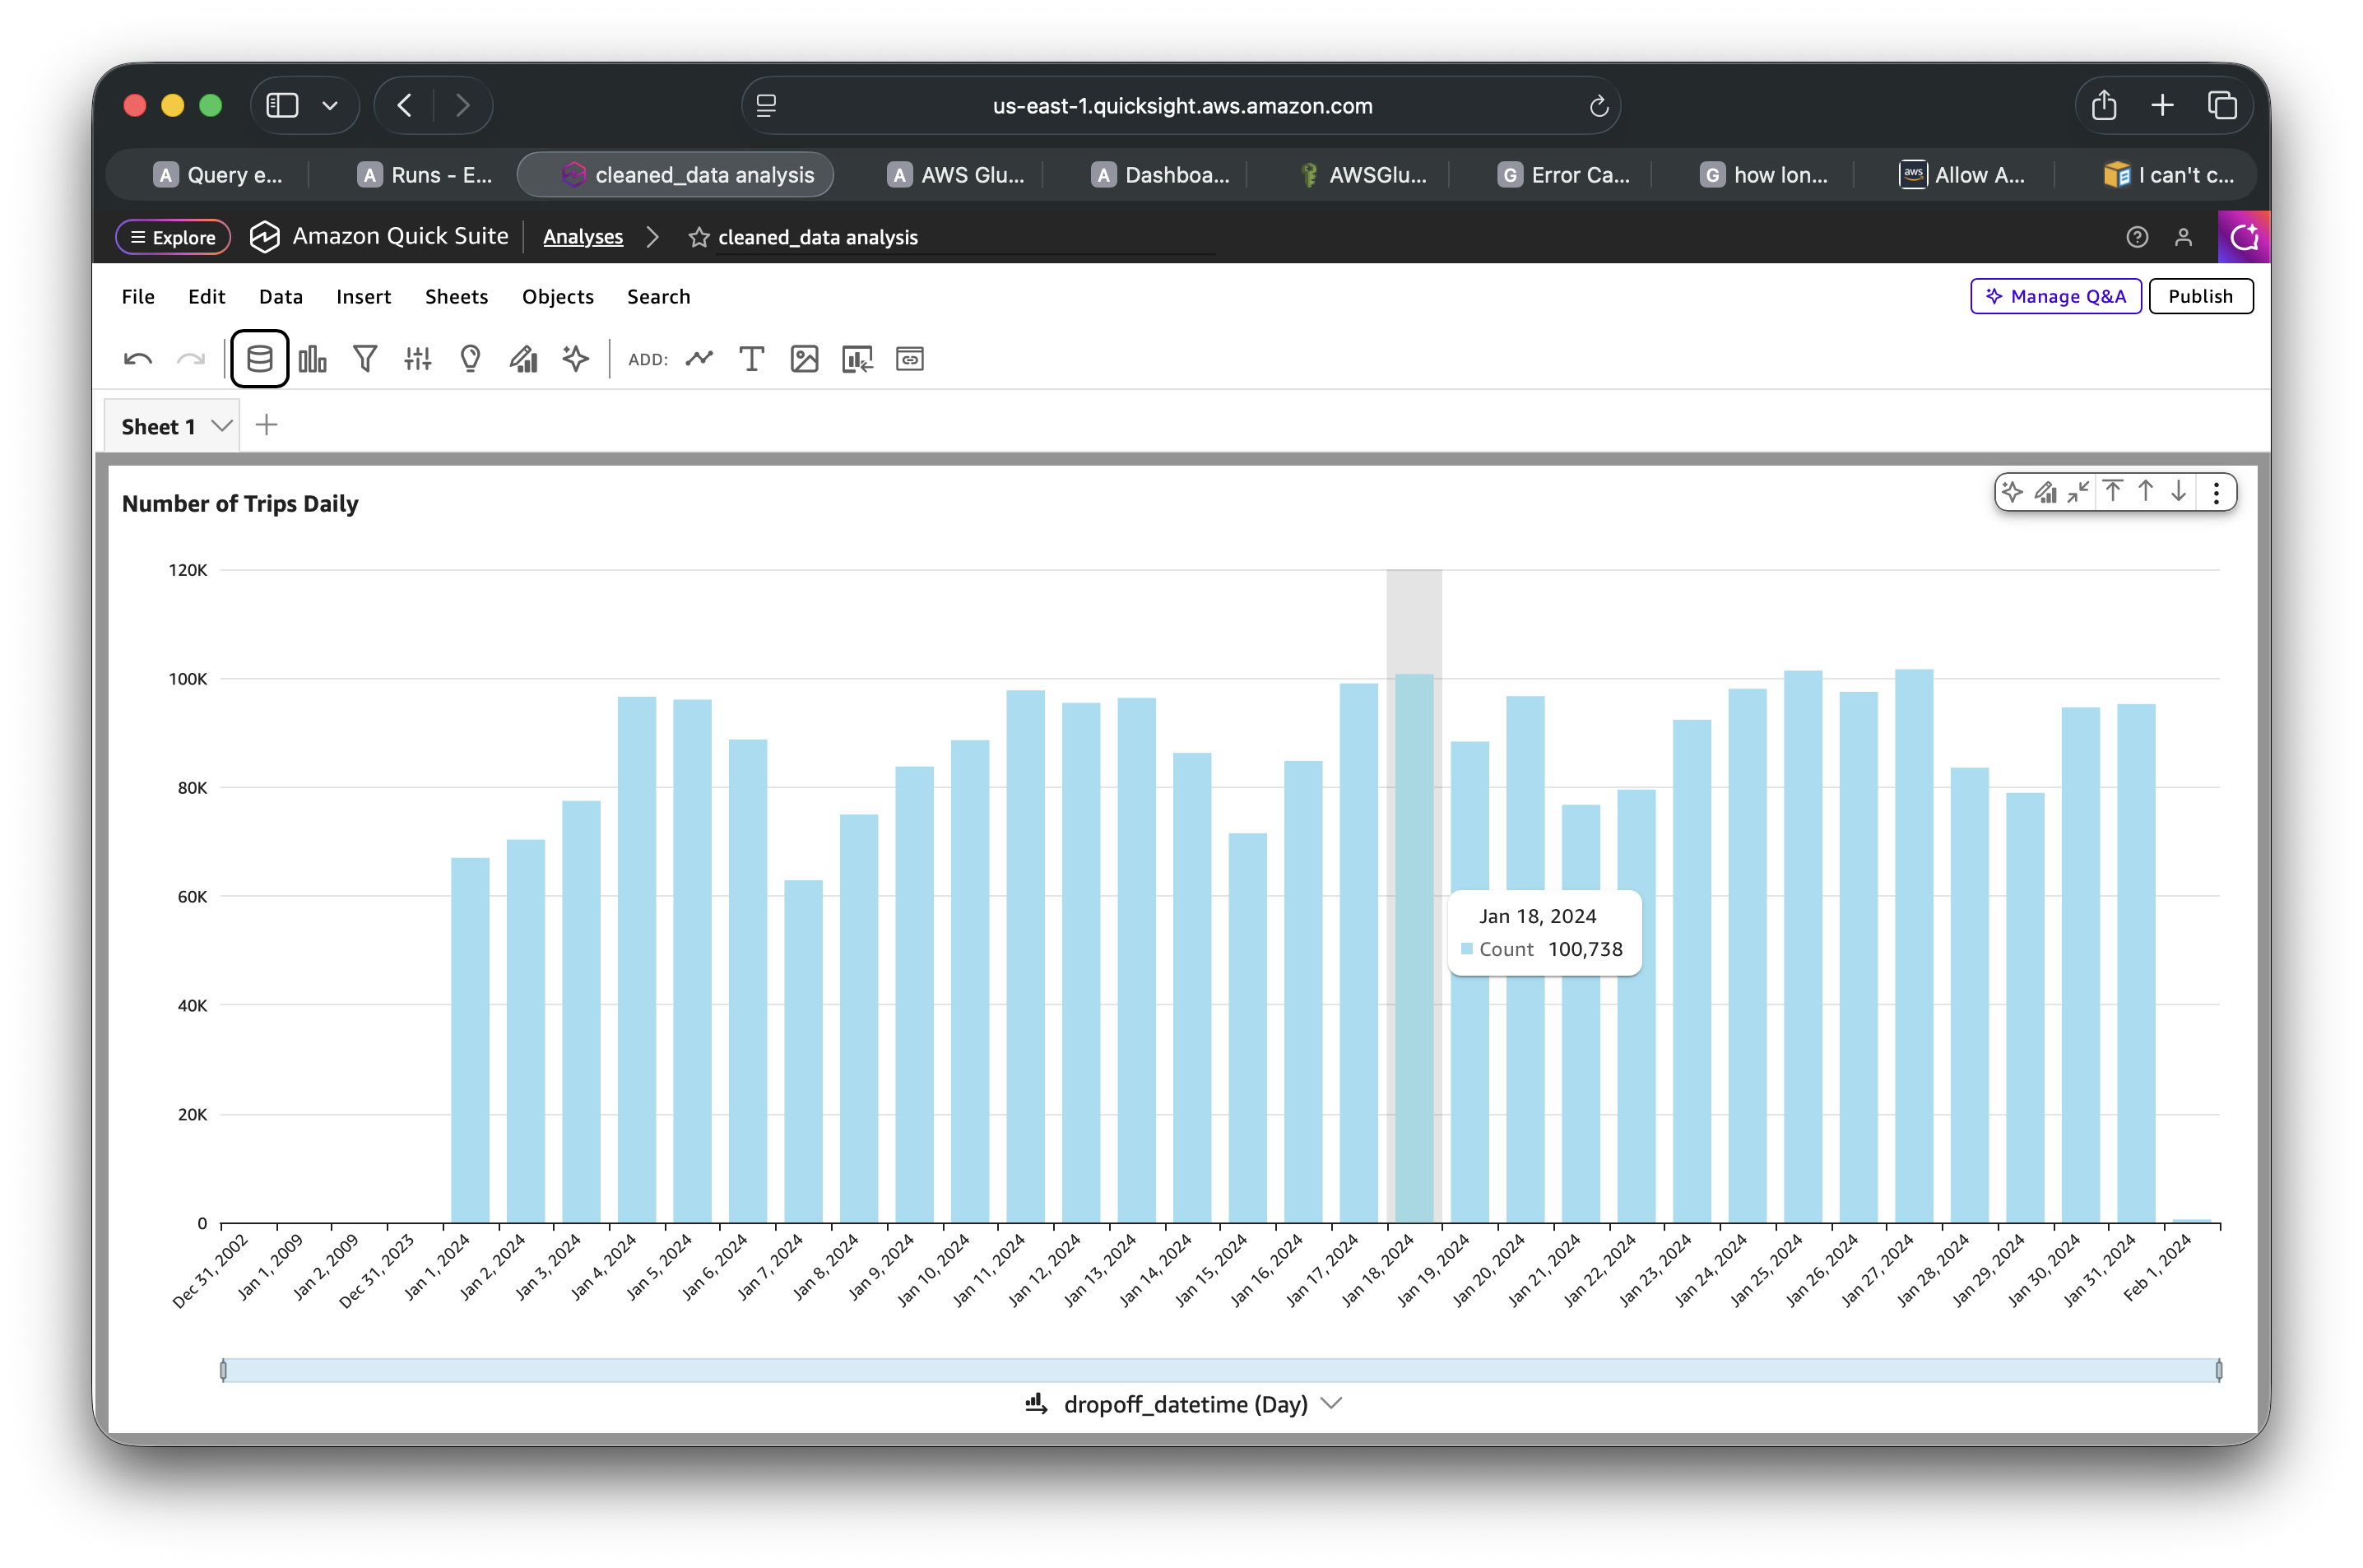 us-east-1.quicksight.aws.amazon.com
A Query e... A Runs - E... cleaned_data analysis A AWS Glu... A Dashboa... AWSGlu... G Error Ca... G how lon... aws Allow A... I can't c...
Explore Amazon Quick Suite Analyses cleaned_data analysis
File Edit Data Insert Sheets Objects Search Manage Q&A Publish
ADD:
Sheet 1
Number of Trips Daily
120K
100K
80K
60K
40K
20K
0
Jan 18, 2024
Count 100,738
Dec 31, 2002 Jan 1, 2009 Jan 2, 2009 Dec 31, 2023 Jan 1, 2024 Jan 2, 2024 Jan 3, 2024 Jan 4, 2024 Jan 5, 2024 Jan 6, 2024 Jan 7, 2024 Jan 8, 2024 Jan 9, 2024 Jan 10, 2024 Jan 11, 2024 Jan 12, 2024 Jan 13, 2024 Jan 14, 2024 Jan 15, 2024 Jan 16, 2024 Jan 17, 2024 Jan 18, 2024 Jan 19, 2024 Jan 20, 2024 Jan 21, 2024 Jan 22, 2024 Jan 23, 2024 Jan 24, 2024 Jan 25, 2024 Jan 26, 2024 Jan 27, 2024 Jan 28, 2024 Jan 29, 2024 Jan 30, 2024 Jan 31, 2024 Feb 1, 2024
dropoff_datetime (Day)